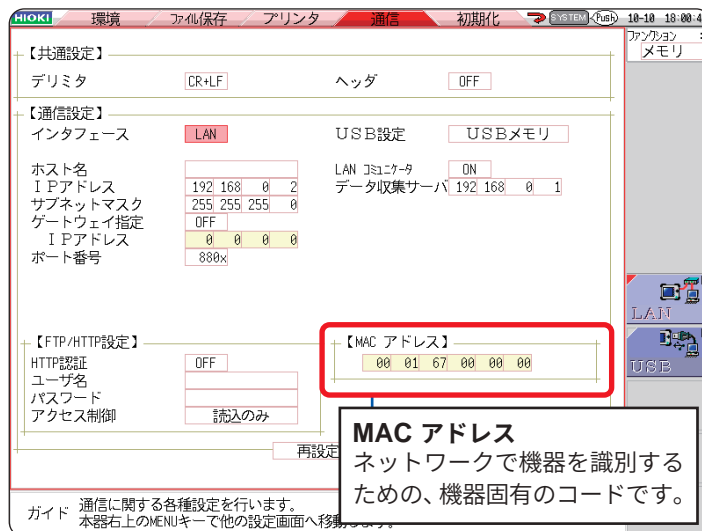 HIOKI 環境 ファイル保存 プリンタ 通信 初期化 SYSTEM Push 10-10 18:00:4
ファンクション :
メモリ
【共通設定】
デリミタ CR+LF ヘッダ OFF
【通信設定】
インタフェース LAN USB設定 USBメモリ
ホスト名 LAN コミュニケータ ON
IPアドレス 192 168 0 2 データ収集サーバ 192 168 0 1
サブネットマスク 255 255 255 0
ゲートウェイ指定 OFF
IPアドレス 0 0 0 0
ポート番号 880x
LAN
【FTP/HTTP設定】 【MAC アドレス】
HTTP認証 OFF 00 01 67 00 00 00
USB
ユーザ名
パスワード
アクセス制御 読込のみ
再設定
MAC アドレス
ネットワークで機器を識別する
ための、機器固有のコードです。
ガイド 通信に関する各種設定を行います。
本器右上のMENUキーで他の設定画面へ移動します。